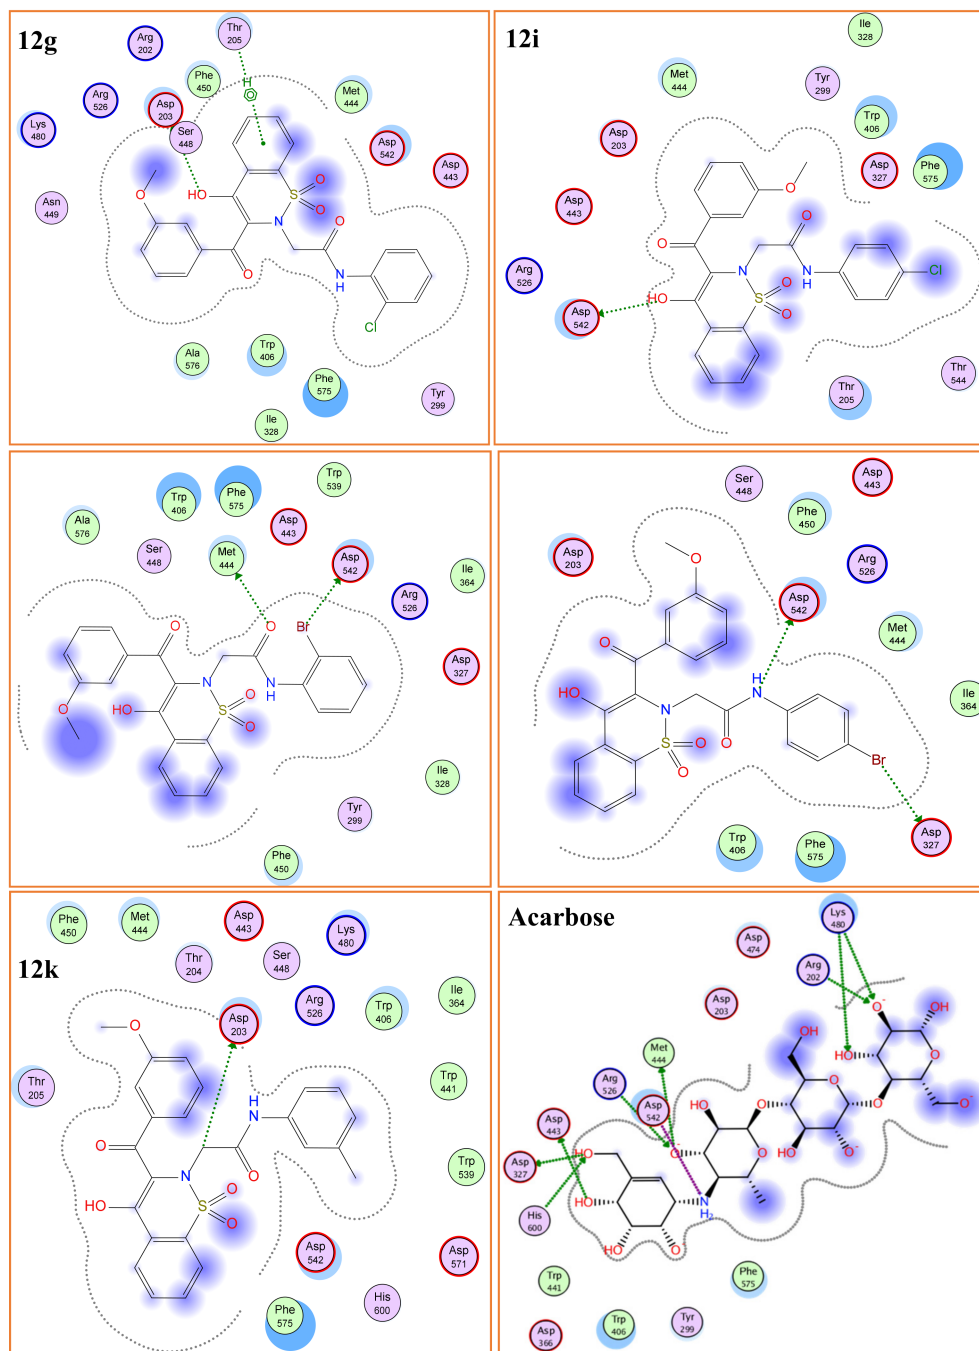 12g
Arg
202
Thr
205
Phe
450
Met
444
Arg
526
Asp
203
Ser
448
Lys
480
Asp
542
Asp
443
Asn
449
H
O
OH
O
O
S
O
N
O
N
H
Cl
Ala
576
Trp
406
Phe
575
Ile
328
Tyr
299
12i
Ile
328
Met
444
Tyr
299
Trp
406
Asp
203
Asp
327
Phe
575
Asp
443
Arg
526
Asp
542
O
O
O
N
N
H
Cl
HO
S
O
O
Thr
205
Thr
544
Trp
539
Trp
406
Phe
575
Ala
576
Asp
443
Ser
448
Met
444
Asp
542
Ile
364
Arg
526
Asp
327
O
O
Br
N
N
H
O
HO
S
O
O
Ile
328
Tyr
299
Phe
450
Ser
448
Asp
443
Phe
450
Asp
203
Arg
526
Asp
542
Met
444
Ile
364
O
O
H
N
HO
N
S
O
O
O
Br
Trp
406
Phe
575
Asp
327
12k
Phe
450
Met
444
Asp
443
Lys
480
Thr
204
Ser
448
Arg
526
Trp
406
Ile
364
Asp
203
Thr
205
Trp
441
Trp
539
O
H
N
O
O
N
HO
S
O
O
Asp
542
Asp
571
His
600
Phe
575
Acarbose
Lys
480
Asp
474
Arg
202
Asp
203
Met
444
Arg
526
Asp
542
Asp
443
Asp
327
His
600
O-
OH
HO
O
O-
OH
O
O
O
HO
O-
HO
O
O
HO
HO
HO
O-
N
H₂
Trp
441
Asp
366
Trp
406
Tyr
299
Phe
575